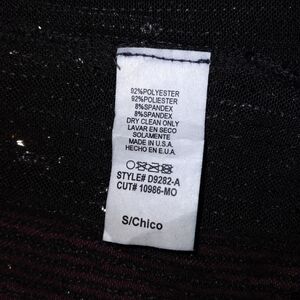 92%POLYESTER
92%POLIESTER
8%SPANDEX
8%SPANDEX
DRY CLEAN ONLY
LAVAR EN SECO
SOLAMENTE
MADE IN U.S.A.
HECHO EN E.U.A.
STYLE# D9282-A
CUT# 10986-MO
S/Chico